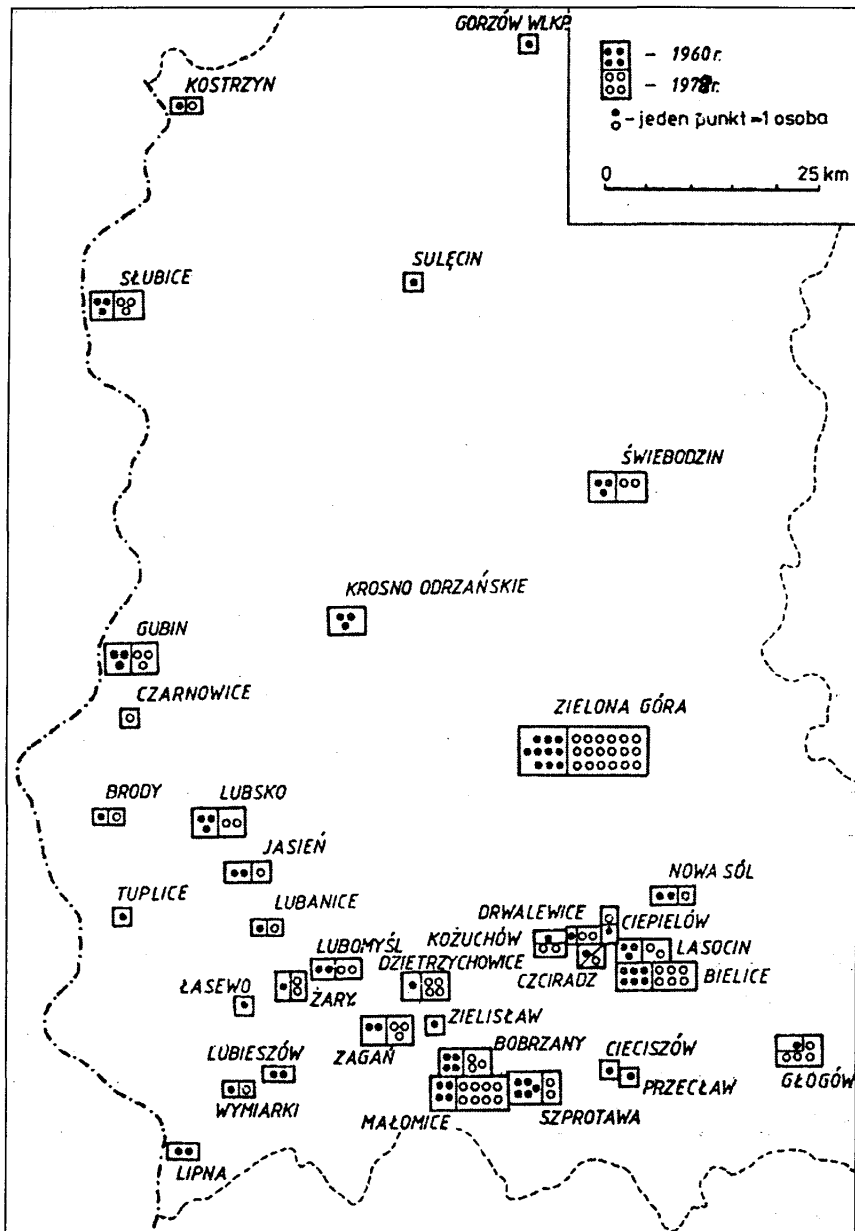 GORZÓW WLKP.
– 1960 r.
– 1978r.
– jeden punkt = 1 osoba
0 25 km
KOSTRZYN
SŁUBICE
SULĘCIN
ŚWIEBODZIN
KROSNO ODRZAŃSKIE
GUBIN
CZARNOWICE
ZIELONA GÓRA
BRODY
LUBSKO
JASIEŃ
NOWA SÓL
TUPLICE
LUBANICE
DRWALEWICE
CIEPIELÓW
KOŻUCHÓW
LUBOMYŚL
LASOCIN
DZIETRZYCHOWICE
CZCIRADZ
BIELICE
ŁASEWO
ŻARY.
ZIELISŁAW
ŻAGAŃ
BOBRZANY
CIECISZÓW
LUBIESZÓW
PRZECŁAW
GŁOGÓW
WYMIARKI
MAŁOMICE
SZPROTAWA
LIPNA